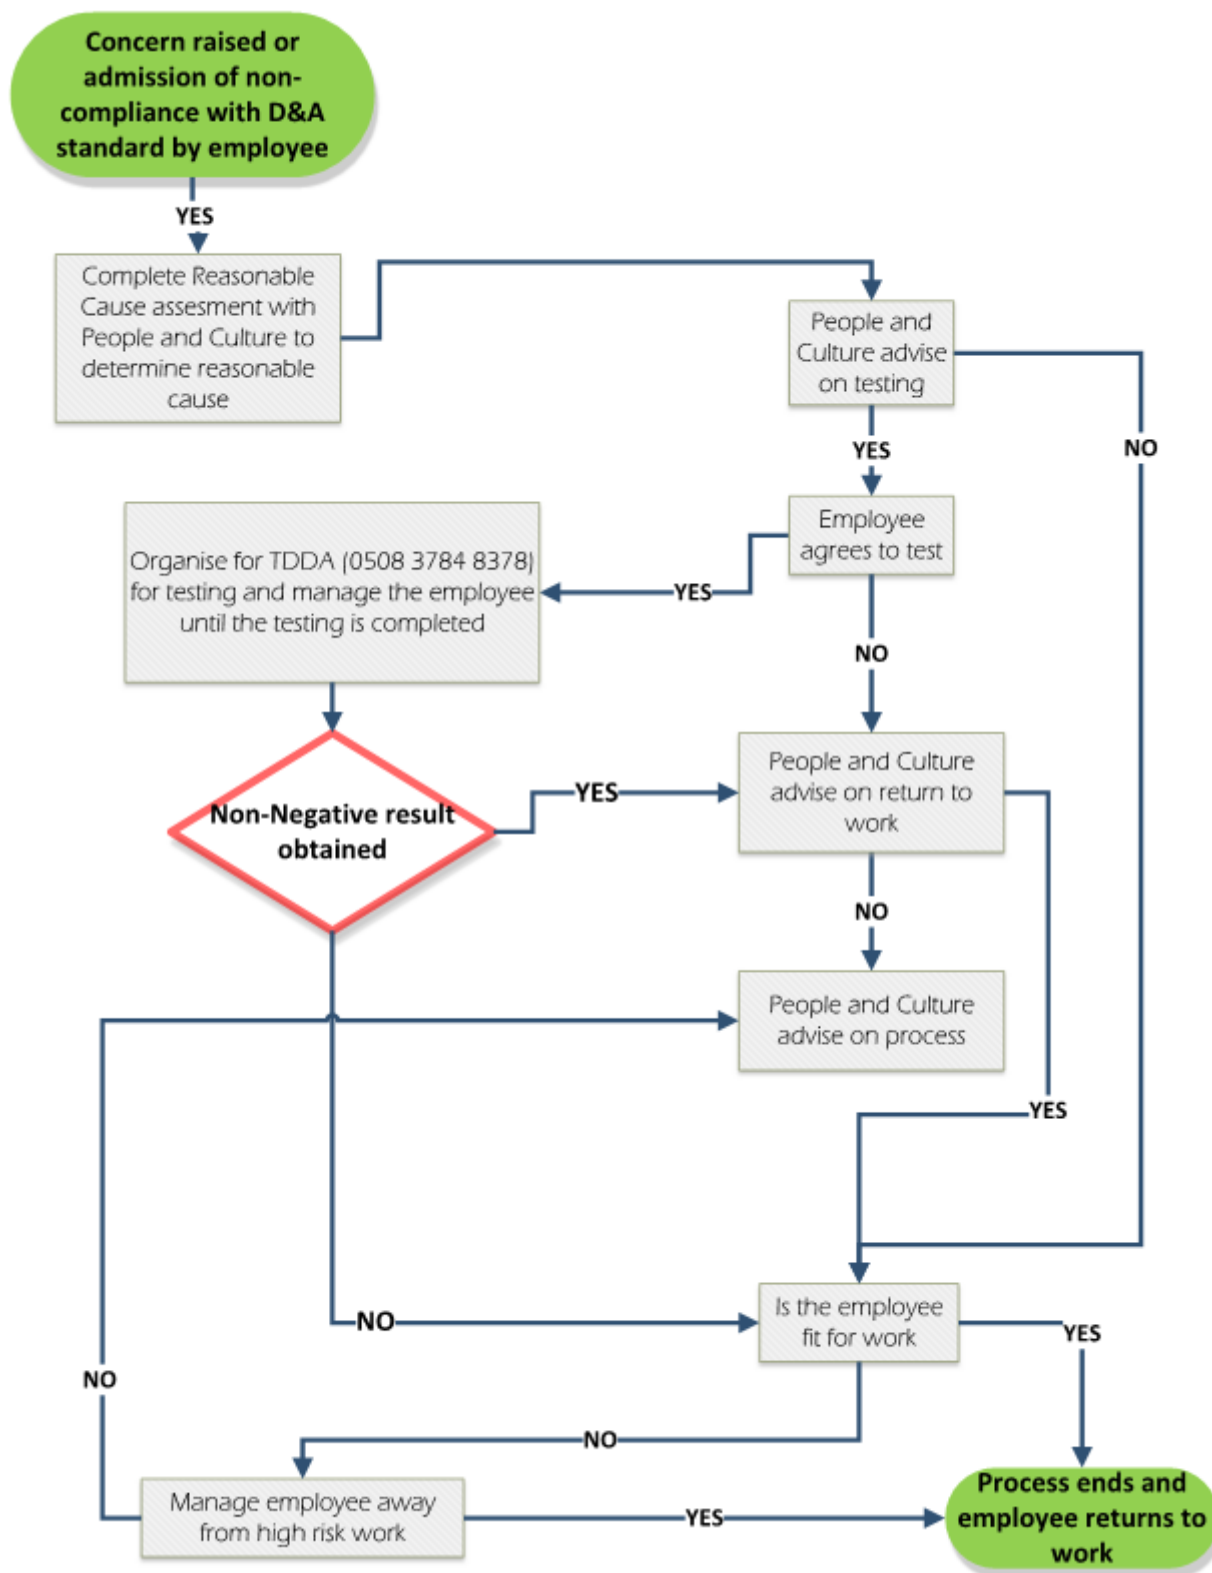 Concern raised or
admission of non-
compliance with D&A
standard by employee
YES
Complete Reasonable
Cause assesment with
People and Culture to
determine reasonable
cause
People and
Culture advise
on testing
YES
NO
Employee
agrees to test
YES
NO
Organise for TDDA (0508 3784 8378)
for testing and manage the employee
until the testing is completed
Non-Negative result
obtained
YES
People and Culture
advise on return to
work
NO
YES
People and Culture
advise on process
NO
Is the employee
fit for work
YES
NO
NO
Manage employee away
from high risk work
YES
Process ends and
employee returns to
work